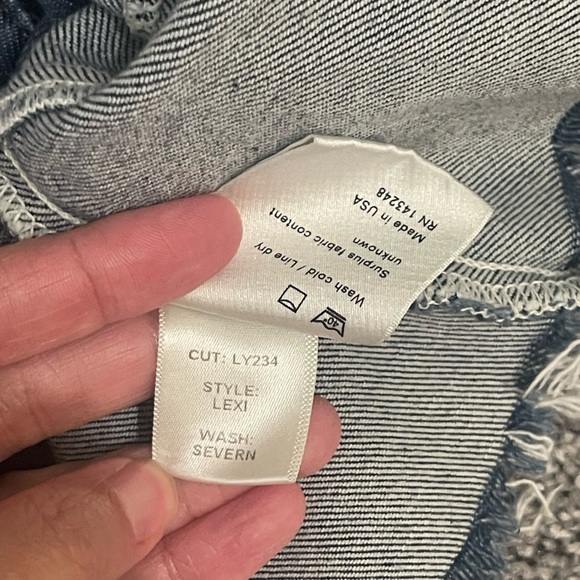 RN 143248
Made in USA
unknown
Surplus fabric content
Wash cold / Line dry
40°
CUT: LY234
STYLE:
LEXI
WASH:
SEVERN